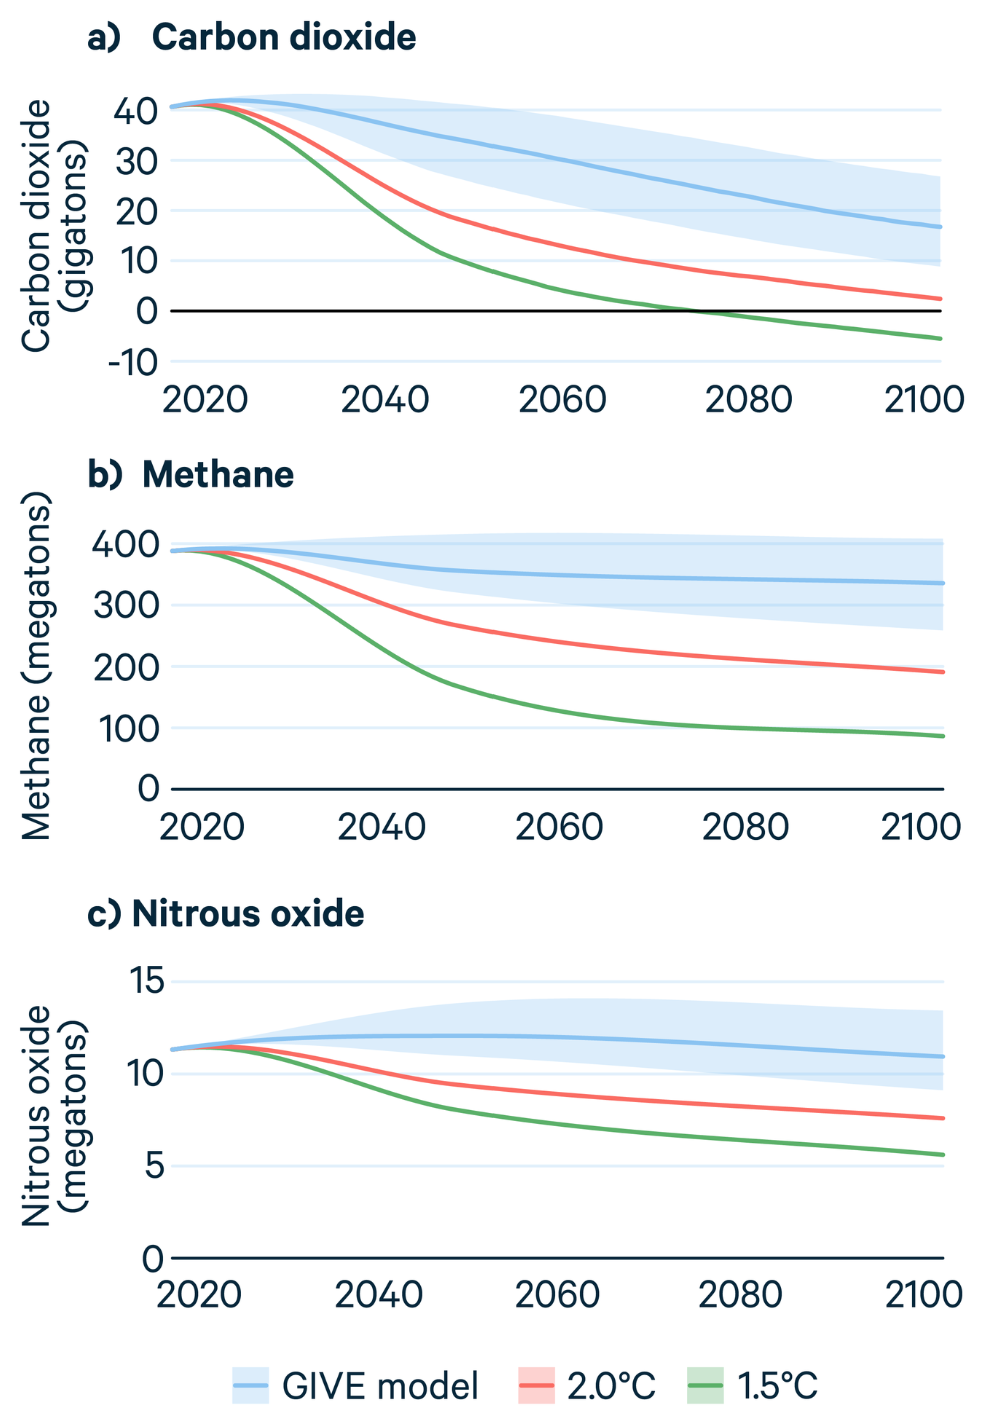 a) Carbon dioxide
Carbon dioxide
(gigatons)
40
30
20
10
0
-10
2020 2040 2060 2080 2100
b) Methane
Methane (megatons)
400
300
200
100
0
2020 2040 2060 2080 2100
c) Nitrous oxide
Nitrous oxide
(megatons)
15
10
5
0
2020 2040 2060 2080 2100
GIVE model 2.0°C 1.5°C